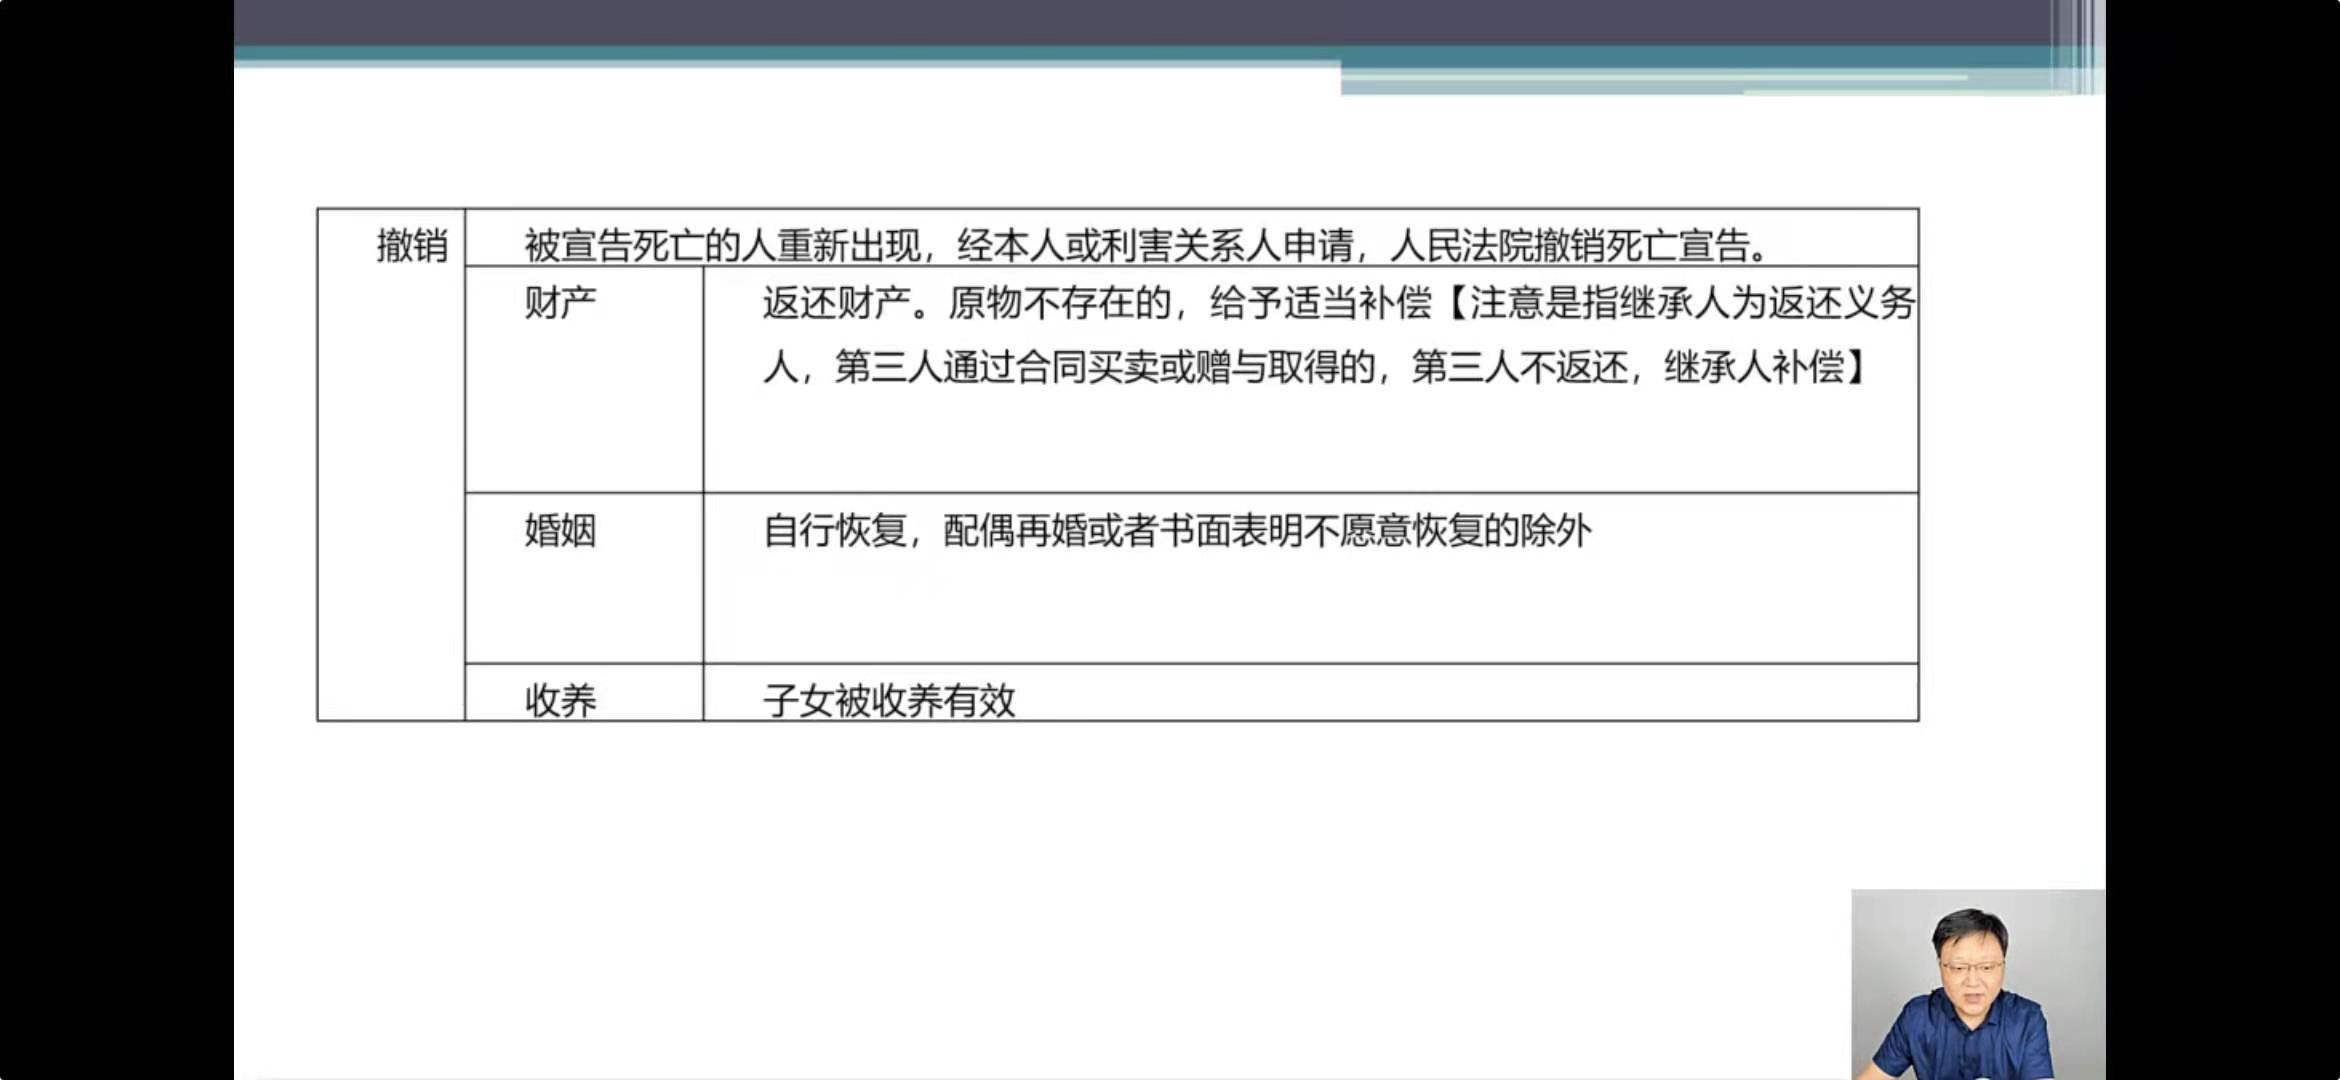 撤销
被宣告死亡的人重新出现，经本人或利害关系人申请，人民法院撤销死亡宣告。
财产
返还财产。原物不存在的，给予适当补偿【注意是指继承人为返还义务
人，第三人通过合同买卖或赠与取得的，第三人不返还，继承人补偿】
婚姻
自行恢复，配偶再婚或者书面表明不愿意恢复的除外
收养
子女被收养有效